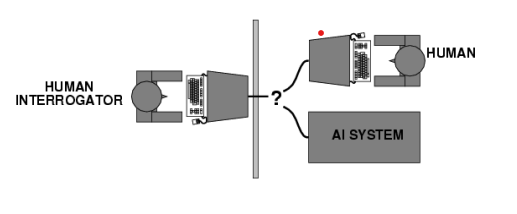 HUMAN
INTERROGATOR
?
HUMAN
AI SYSTEM